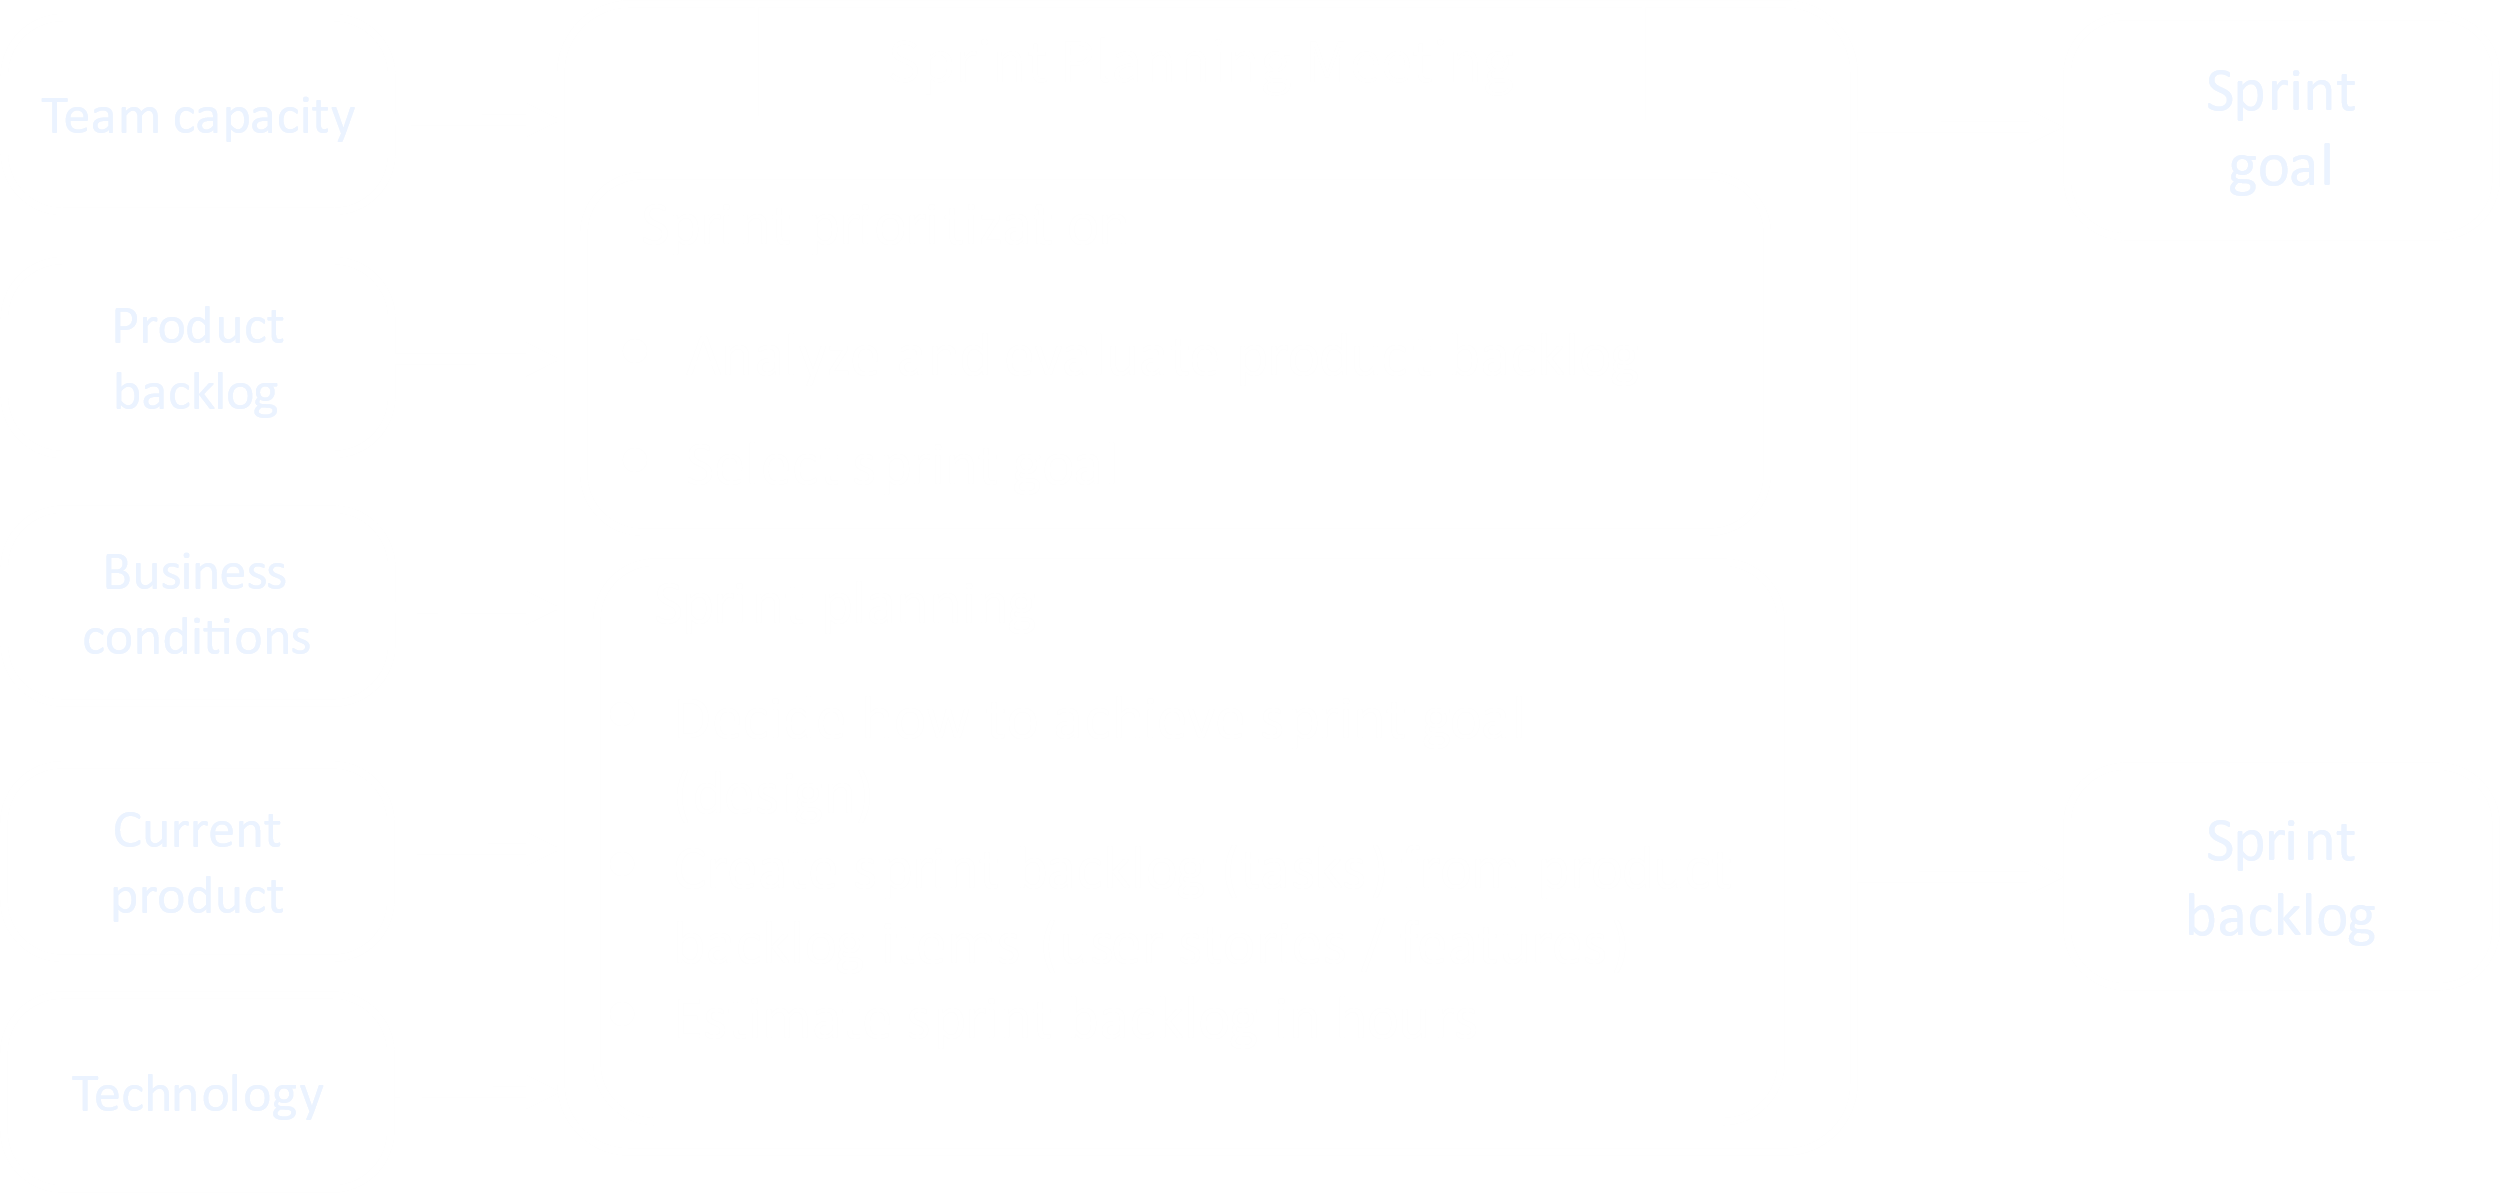 Team capacity
Product
backlog
Business
conditions
Current
product
Technology
Sprint
goal
Sprint
backlog